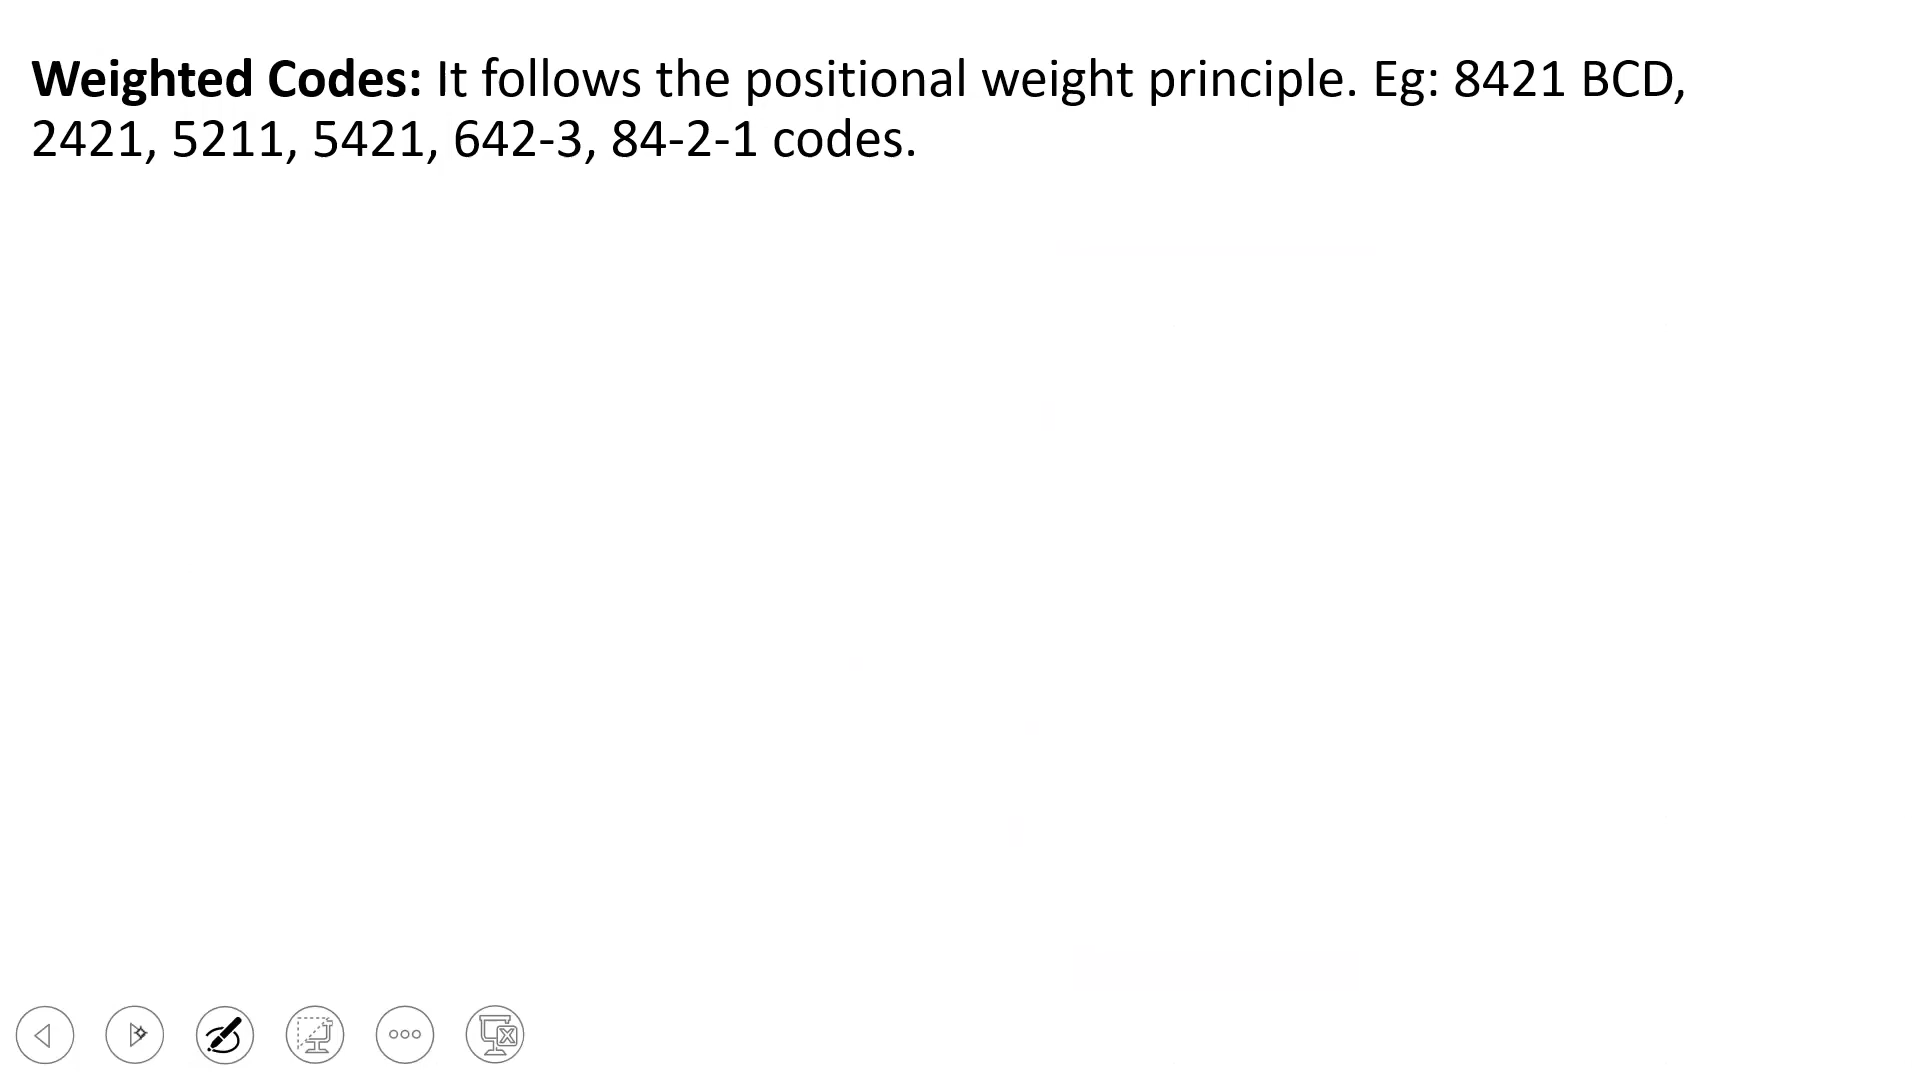 Weighted Codes: It follows the positional weight principle. Eg: 8421 BCD,
2421, 5211, 5421, 642-3, 84-2-1 codes.